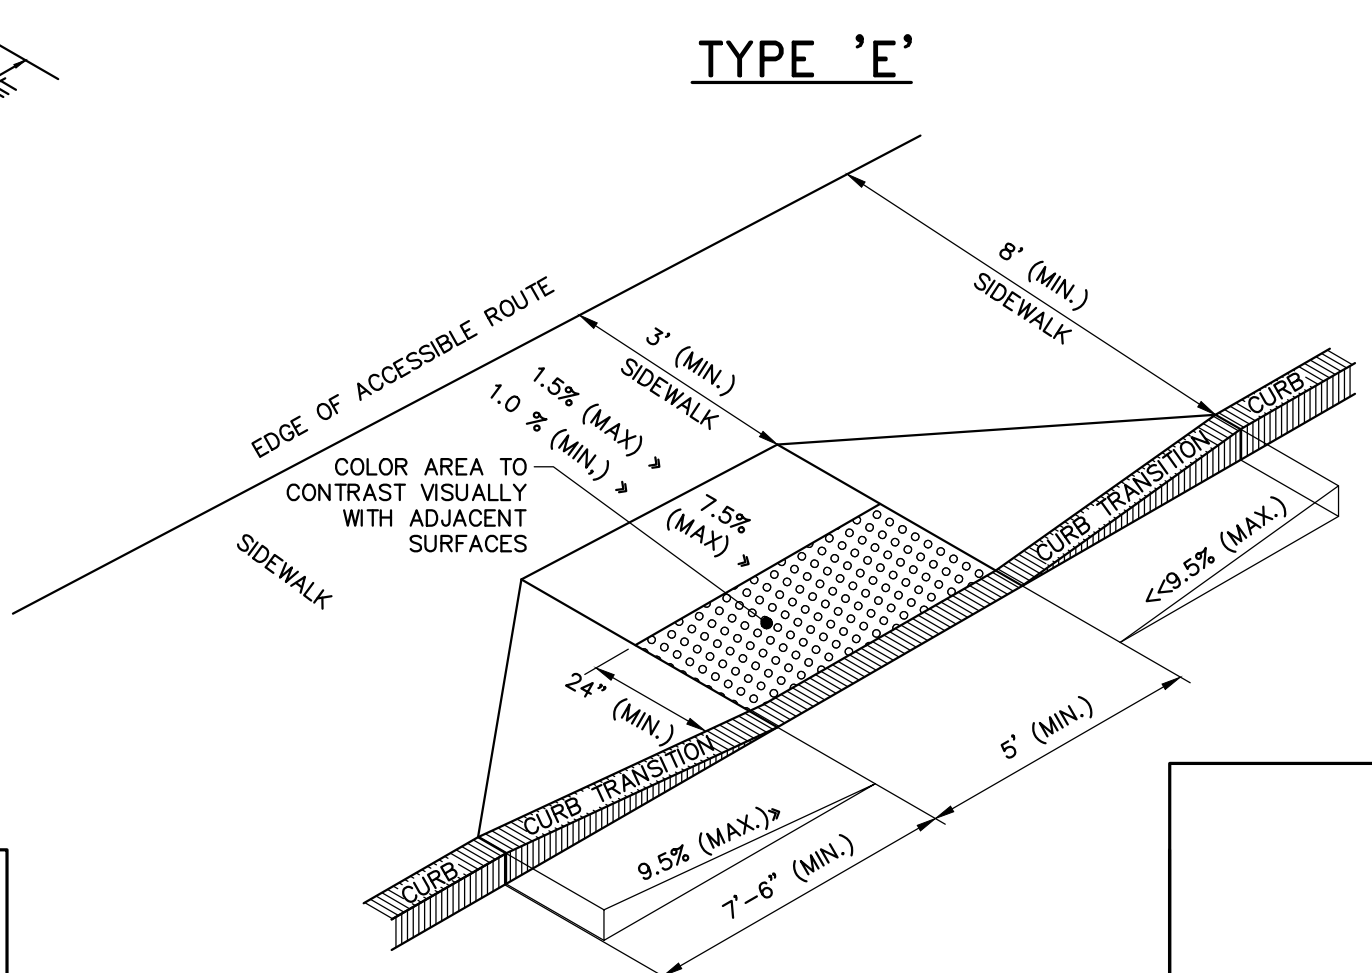 TYPE 'E'
8' (MIN.)
SIDEWALK
EDGE OF ACCESSIBLE ROUTE
3' (MIN.)
SIDEWALK
1.5% (MAX) »
1.0 % (MIN,) »
CURB
COLOR AREA TO
CONTRAST VISUALLY
WITH ADJACENT
SURFACES
7.5%
(MAX) »
CURB TRANSITION
SIDEWALK
<<9.5% (MAX.)
24" (MIN.)
5' (MIN.)
CURB TRANSITION
9.5% (MAX.)»
7'-6" (MIN.)
CURB